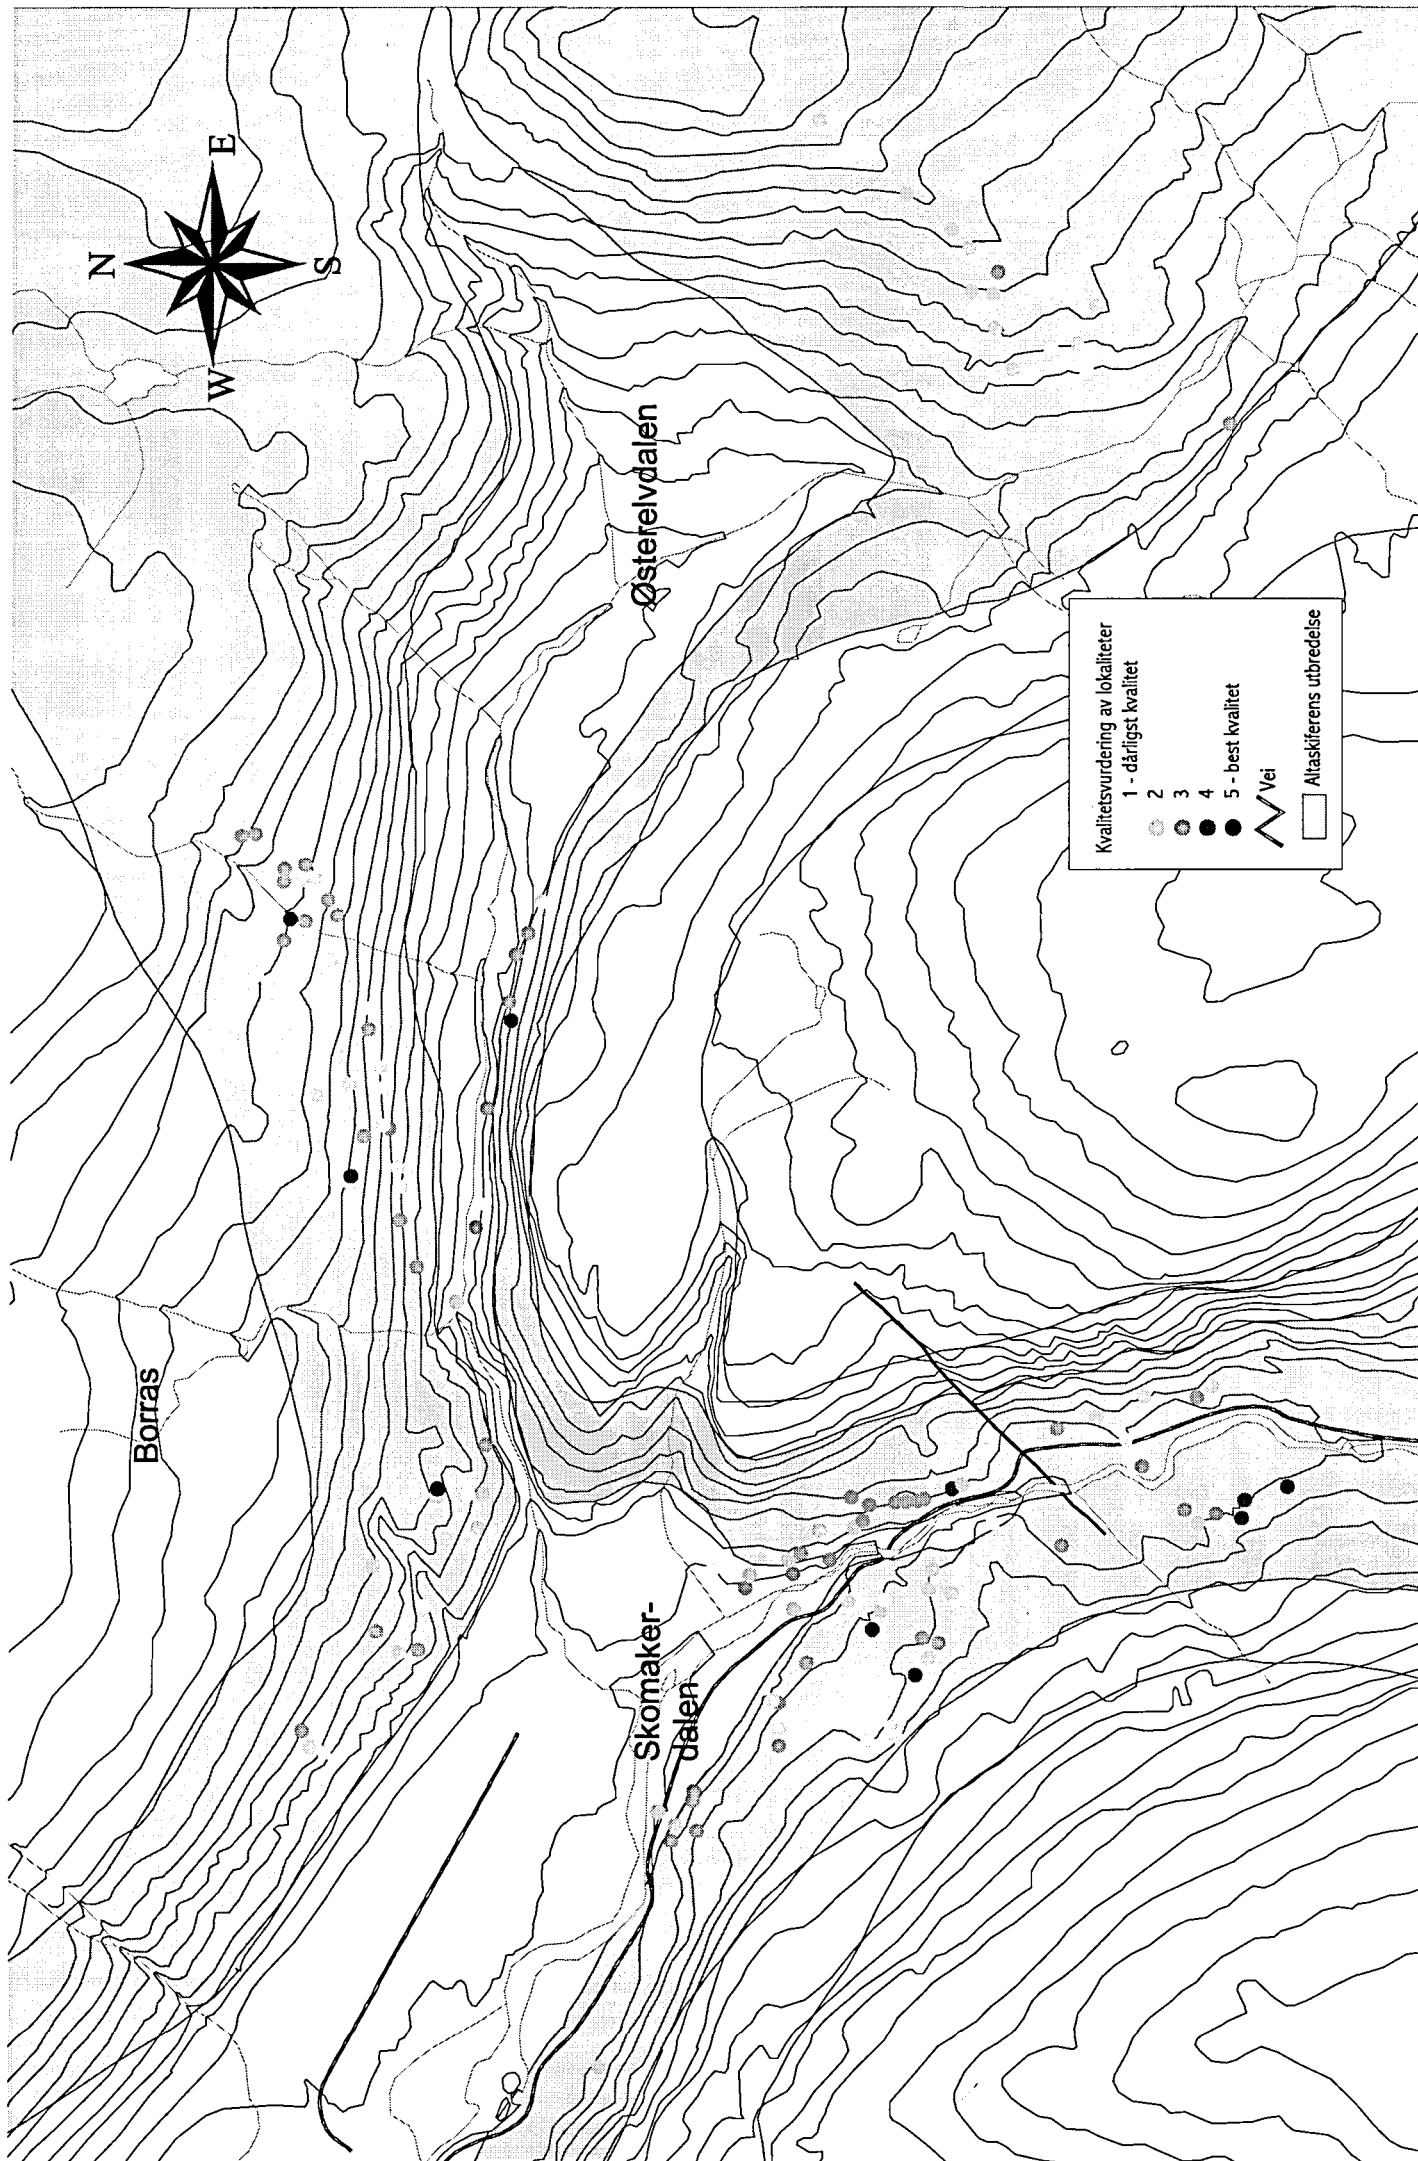 N
E
S
W
Borras
Østerelvdalen
Skomaker-
dalen
Kvalitetsvurdering av lokaliteter
1 - dårligst kvalitet
2
3
4
5 - best kvalitet
Vei
Altaskiferens utbredelse